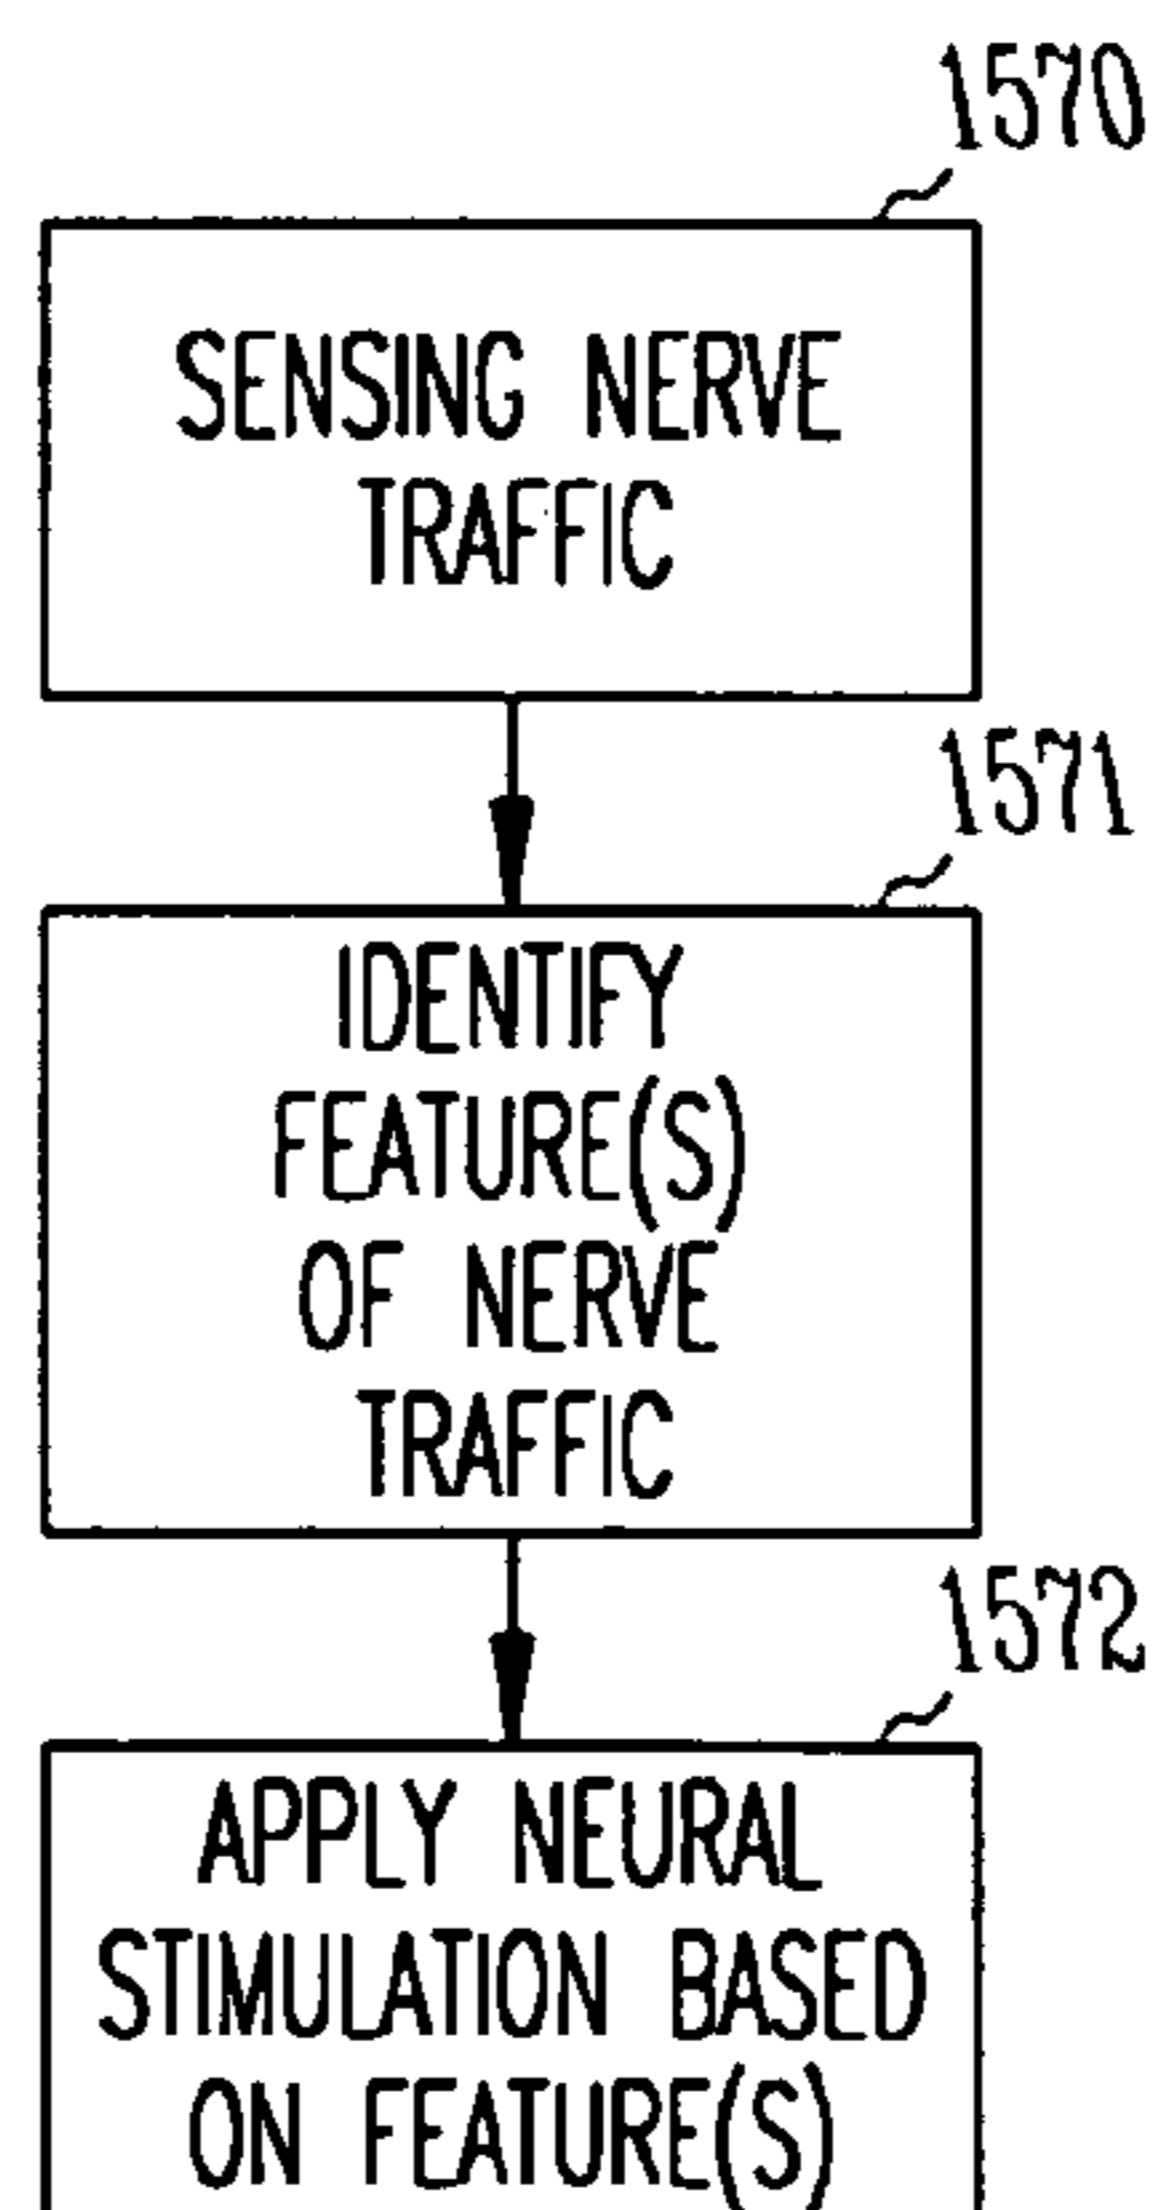 1570
SENSING NERVE
TRAFFIC
1571
IDENTIFY
FEATURE(S)
OF NERVE
TRAFFIC
1572
APPLY NEURAL
STIMULATION BASED
ON FEATURE(S)